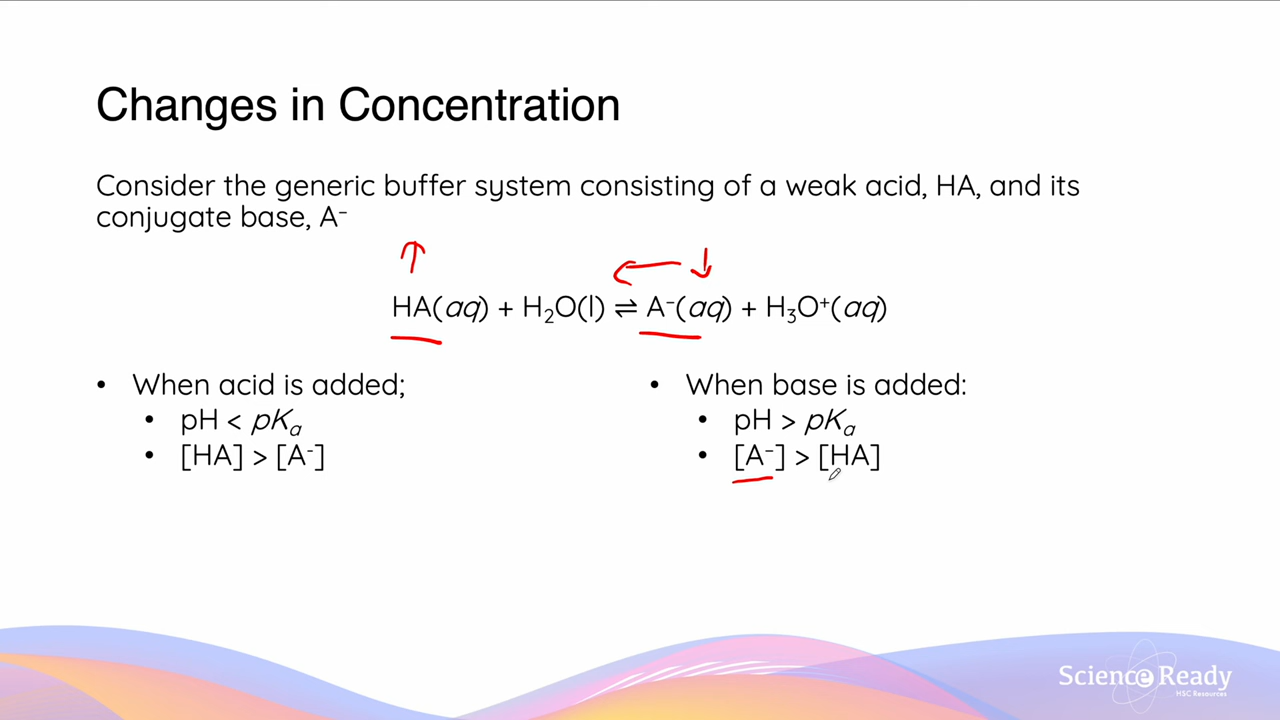 Changes in Concentration
Consider the generic buffer system consisting of a weak acid, HA, and its
conjugate base, A⁻
HA(aq) + H₂O(l) ⇌ A⁻(aq) + H₃O⁺(aq)
• When acid is added;
• pH < pKₐ
• [HA] > [A⁻]
• When base is added:
• pH > pKₐ
• [A⁻] > [HA]
Science Ready
HSC Resources